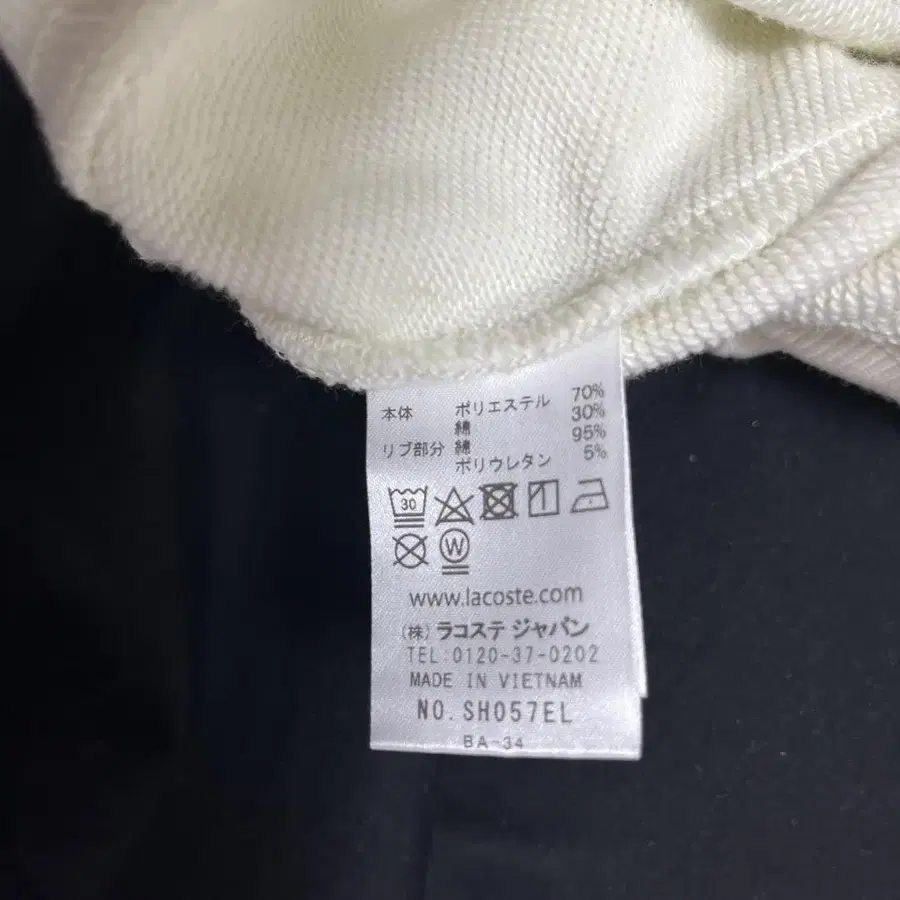 本体 ポリエステル 70%
綿 30%
リブ部分 綿 95%
ポリウレタン 5%
30
W
www.lacoste.com
(株) ラコステ ジャパン
TEL:0120-37-0202
MADE IN VIETNAM
NO. SH057EL
BA-34